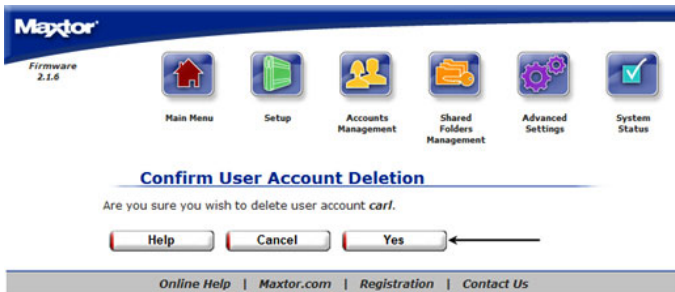 Maxtor
Firmware
2.1.6
Main Menu
Setup
Accounts
Management
Shared
Folders
Management
Advanced
Settings
System
Status
Confirm User Account Deletion
Are you sure you wish to delete user account carl.
Help
Cancel
Yes
Online Help | Maxtor.com | Registration | Contact Us